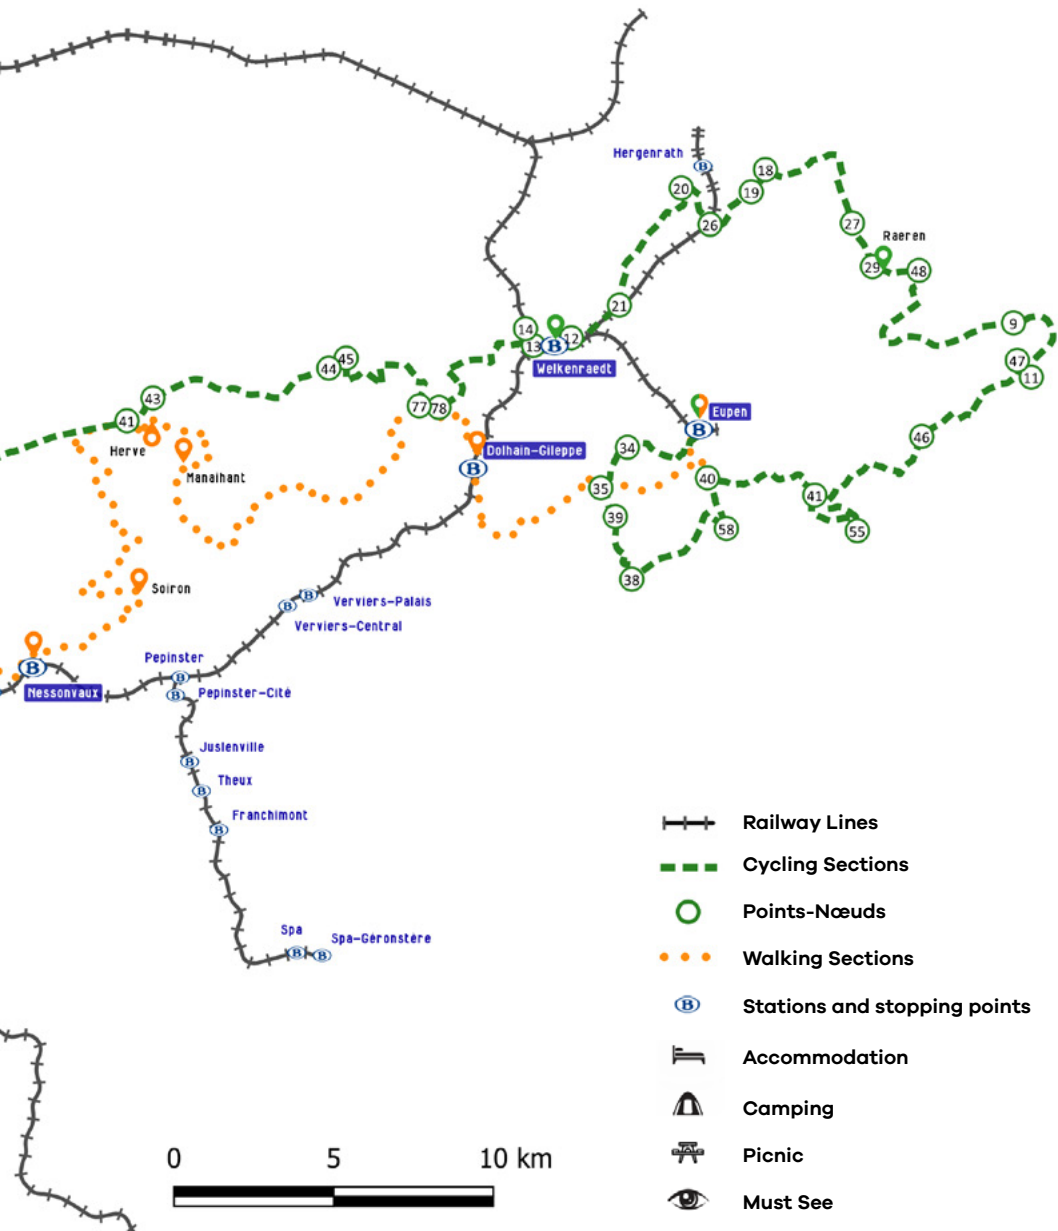 Hergenrath
B
20
18
19
26
27
Raeren
29
48
21
9
14
12
13
B
Welkenraedt
45
44
47
11
43
77
78
Eupen
B
41
46
Herve
34
Dolhain-Gileppe
B
Manaihant
40
35
41
39
58
55
38
Soiron
B
Verviers-Palais
B
Verviers-Central
Pepinster
B
B
Nessonvaux
B
Pepinster-Cité
Juslenville
B
Theux
B
Franchimont
B
Spa
Spa-Géronstère
B
B
Railway Lines
Cycling Sections
Points-Nœuds
Walking Sections
B
Stations and stopping points
Accommodation
Camping
Picnic
Must See
0 5 10 km